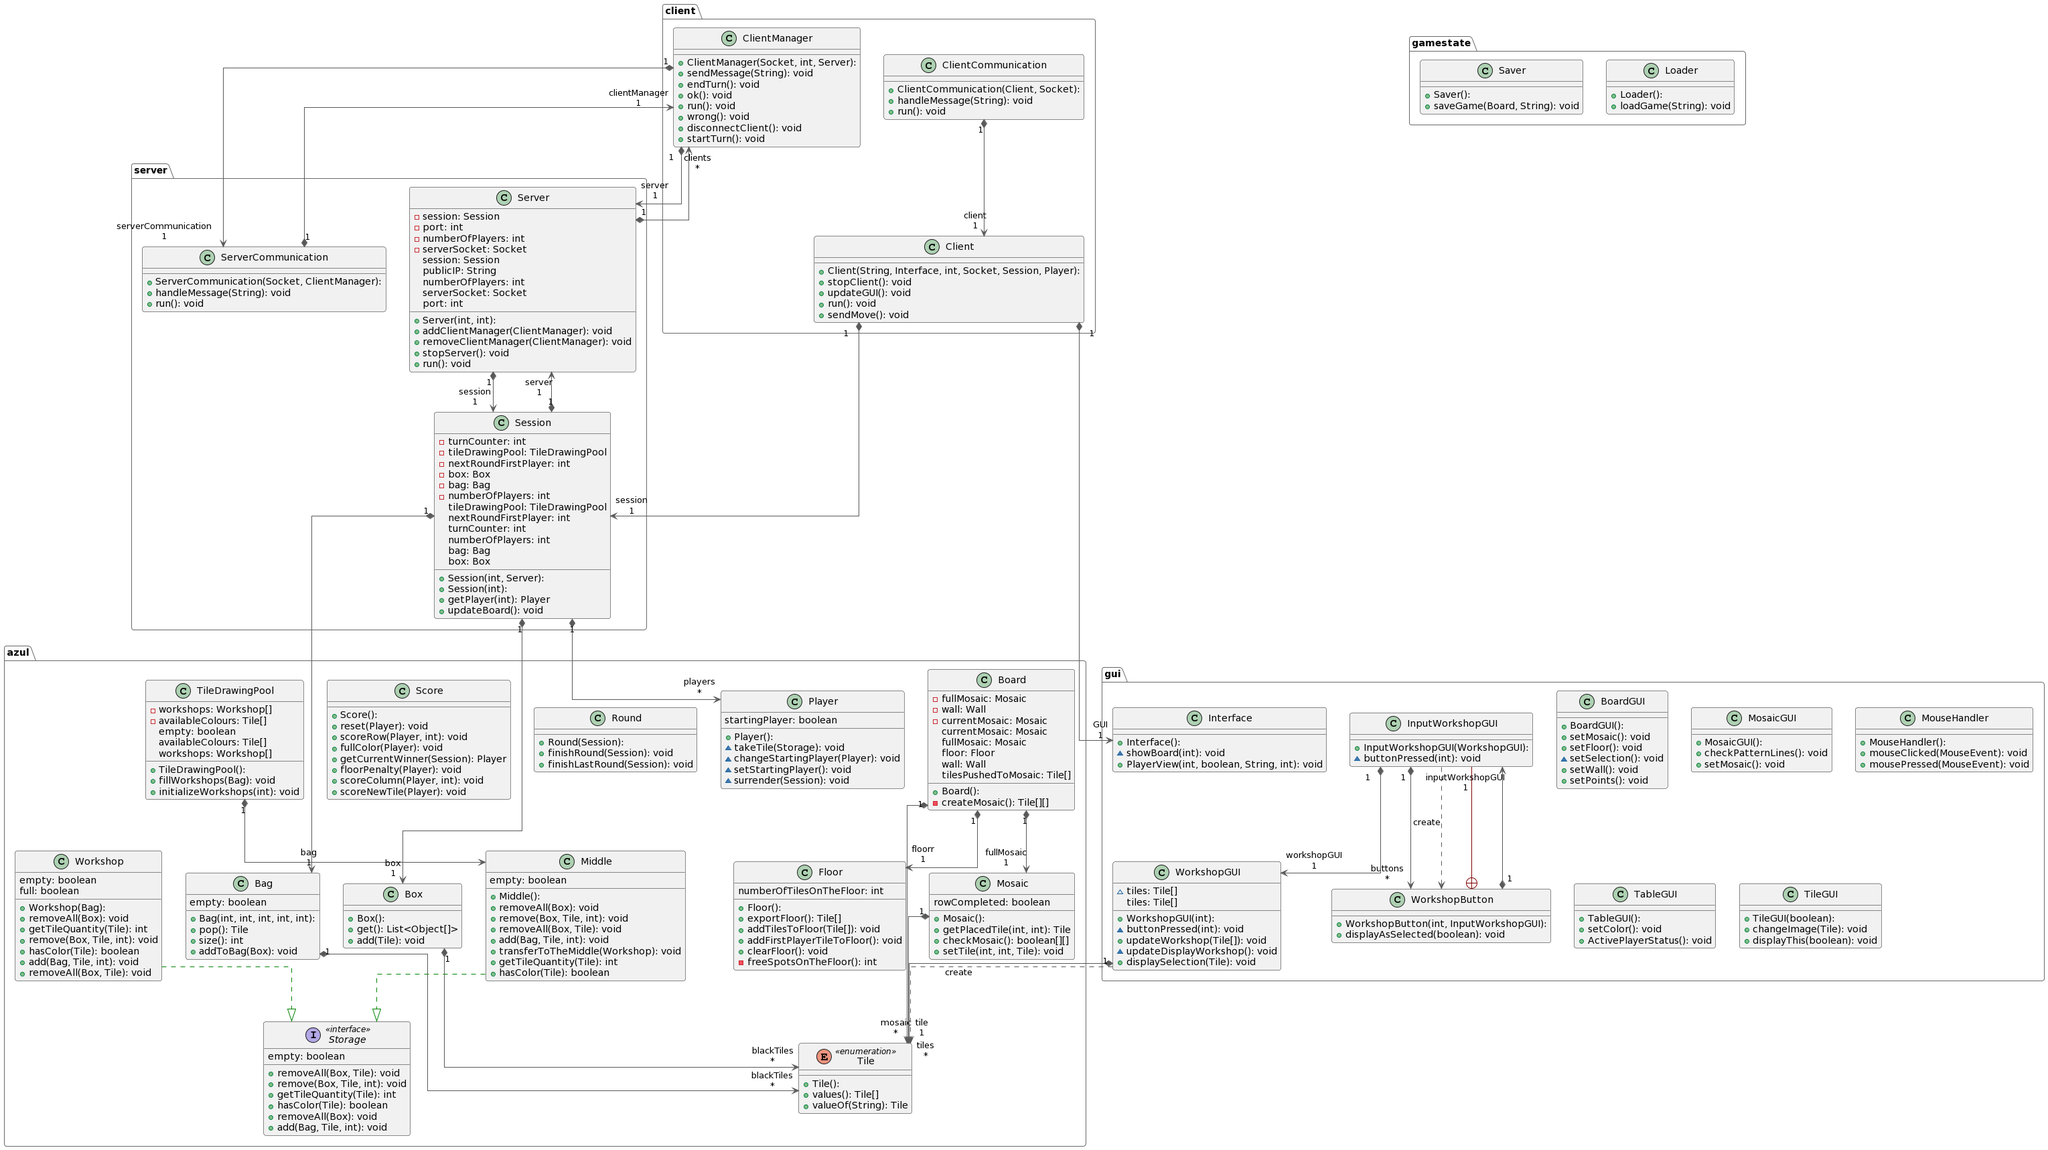 client
C ClientManager
ClientManager(Socket, int, Server):
sendMessage(String): void
endTurn(): void
ok(): void
run(): void
wrong(): void
disconnectClient(): void
startTurn(): void
C ClientCommunication
ClientCommunication(Client, Socket):
handleMessage(String): void
run(): void
client
1
1
C Client
Client(String, Interface, int, Socket, Session, Player):
stopClient(): void
updateGUI(): void
run(): void
sendMove(): void
1
1
gamestate
C Saver
Saver():
saveGame(Board, String): void
C Loader
Loader():
loadGame(String): void
1
clientManager
1
1
clients
*
server
1
1
server
serverCommunication
1
1
C ServerCommunication
ServerCommunication(Socket, ClientManager):
handleMessage(String): void
run(): void
C Server
session: Session
port: int
numberOfPlayers: int
serverSocket: Socket
session: Session
publicIP: String
numberOfPlayers: int
serverSocket: Socket
port: int
Server(int, int):
addClientManager(ClientManager): void
removeClientManager(ClientManager): void
stopServer(): void
run(): void
1
session
1
server
1
1
C Session
turnCounter: int
tileDrawingPool: TileDrawingPool
nextRoundFirstPlayer: int
box: Box
bag: Bag
numberOfPlayers: int
tileDrawingPool: TileDrawingPool
nextRoundFirstPlayer: int
turnCounter: int
numberOfPlayers: int
bag: Bag
box: Box
Session(int, Server):
Session(int):
getPlayer(int): Player
updateBoard(): void
session
1
1
1
1
azul
C TileDrawingPool
workshops: Workshop[]
availableColours: Tile[]
empty: boolean
availableColours: Tile[]
workshops: Workshop[]
TileDrawingPool():
fillWorkshops(Bag): void
initializeWorkshops(int): void
1
C Score
Score():
reset(Player): void
scoreRow(Player, int): void
fullColor(Player): void
getCurrentWinner(Session): Player
floorPenalty(Player): void
scoreColumn(Player, int): void
scoreNewTile(Player): void
C Round
Round(Session):
finishRound(Session): void
finishLastRound(Session): void
players
*
C Player
startingPlayer: boolean
Player():
takeTile(Storage): void
changeStartingPlayer(Player): void
setStartingPlayer(): void
surrender(Session): void
C Board
fullMosaic: Mosaic
wall: Wall
currentMosaic: Mosaic
currentMosaic: Mosaic
fullMosaic: Mosaic
floor: Floor
wall: Wall
tilesPushedToMosaic: Tile[]
Board():
createMosaic(): Tile[][]
1
1
1
C Workshop
empty: boolean
full: boolean
Workshop(Bag):
removeAll(Box): void
getTileQuantity(Tile): int
remove(Box, Tile, int): void
hasColor(Tile): boolean
add(Bag, Tile, int): void
removeAll(Box, Tile): void
bag
1
C Bag
empty: boolean
Bag(int, int, int, int, int):
pop(): Tile
size(): int
addToBag(Box): void
1
box
1
C Box
Box():
get(): List<Object[]>
add(Tile): void
1
C Middle
empty: boolean
Middle():
removeAll(Box): void
remove(Box, Tile, int): void
removeAll(Box, Tile): void
add(Bag, Tile, int): void
transferToTheMiddle(Workshop): void
getTileQuantity(Tile): int
hasColor(Tile): boolean
floorr
1
C Floor
numberOfTilesOnTheFloor: int
Floor():
exportFloor(): Tile[]
addTilesToFloor(Tile[]): void
addFirstPlayerTileToFloor(): void
clearFloor(): void
freeSpotsOnTheFloor(): int
fullMosaic
1
C Mosaic
rowCompleted: boolean
1
Mosaic():
getPlacedTile(int, int): Tile
checkMosaic(): boolean[][]
setTile(int, int, Tile): void
I «interface»
Storage
empty: boolean
removeAll(Box, Tile): void
remove(Box, Tile, int): void
getTileQuantity(Tile): int
hasColor(Tile): boolean
removeAll(Box): void
add(Bag, Tile, int): void
blackTiles
*
blackTiles
*
mosaic
*
tile
1
tiles
*
E «enumeration»
Tile
Tile():
values(): Tile[]
valueOf(String): Tile
gui
GUI
1
C Interface
Interface():
showBoard(int): void
PlayerView(int, boolean, String, int): void
C InputWorkshopGUI
InputWorkshopGUI(WorkshopGUI):
buttonPressed(int): void
1
1
inputWorkshopGUI
1
create
C BoardGUI
BoardGUI():
setMosaic(): void
setFloor(): void
setSelection(): void
setWall(): void
setPoints(): void
C MosaicGUI
MosaicGUI():
checkPatternLines(): void
setMosaic(): void
C MouseHandler
MouseHandler():
mouseClicked(MouseEvent): void
mousePressed(MouseEvent): void
workshopGUI
1
C WorkshopGUI
tiles: Tile[]
tiles: Tile[]
WorkshopGUI(int):
buttonPressed(int): void
updateWorkshop(Tile[]): void
updateDisplayWorkshop(): void
displaySelection(Tile): void
1
create
buttons
*
1
C WorkshopButton
WorkshopButton(int, InputWorkshopGUI):
displayAsSelected(boolean): void
C TableGUI
TableGUI():
setColor(): void
ActivePlayerStatus(): void
C TileGUI
TileGUI(boolean):
changeImage(Tile): void
displayThis(boolean): void